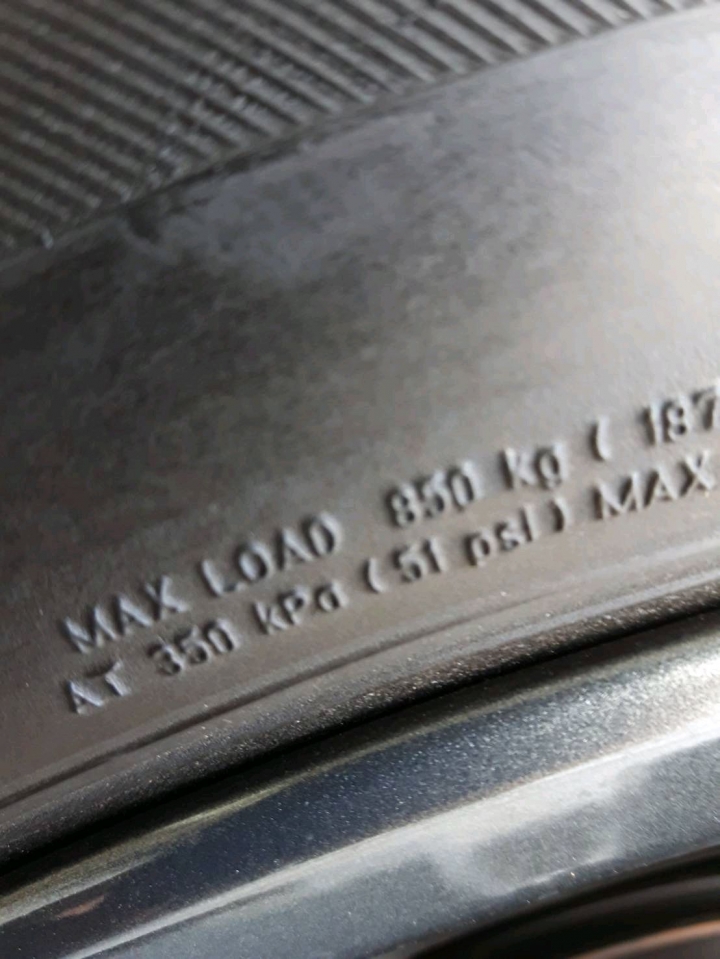 MAX LOAD 850 kg ( 187
AT 350 kPa ( 51 psi ) MAX